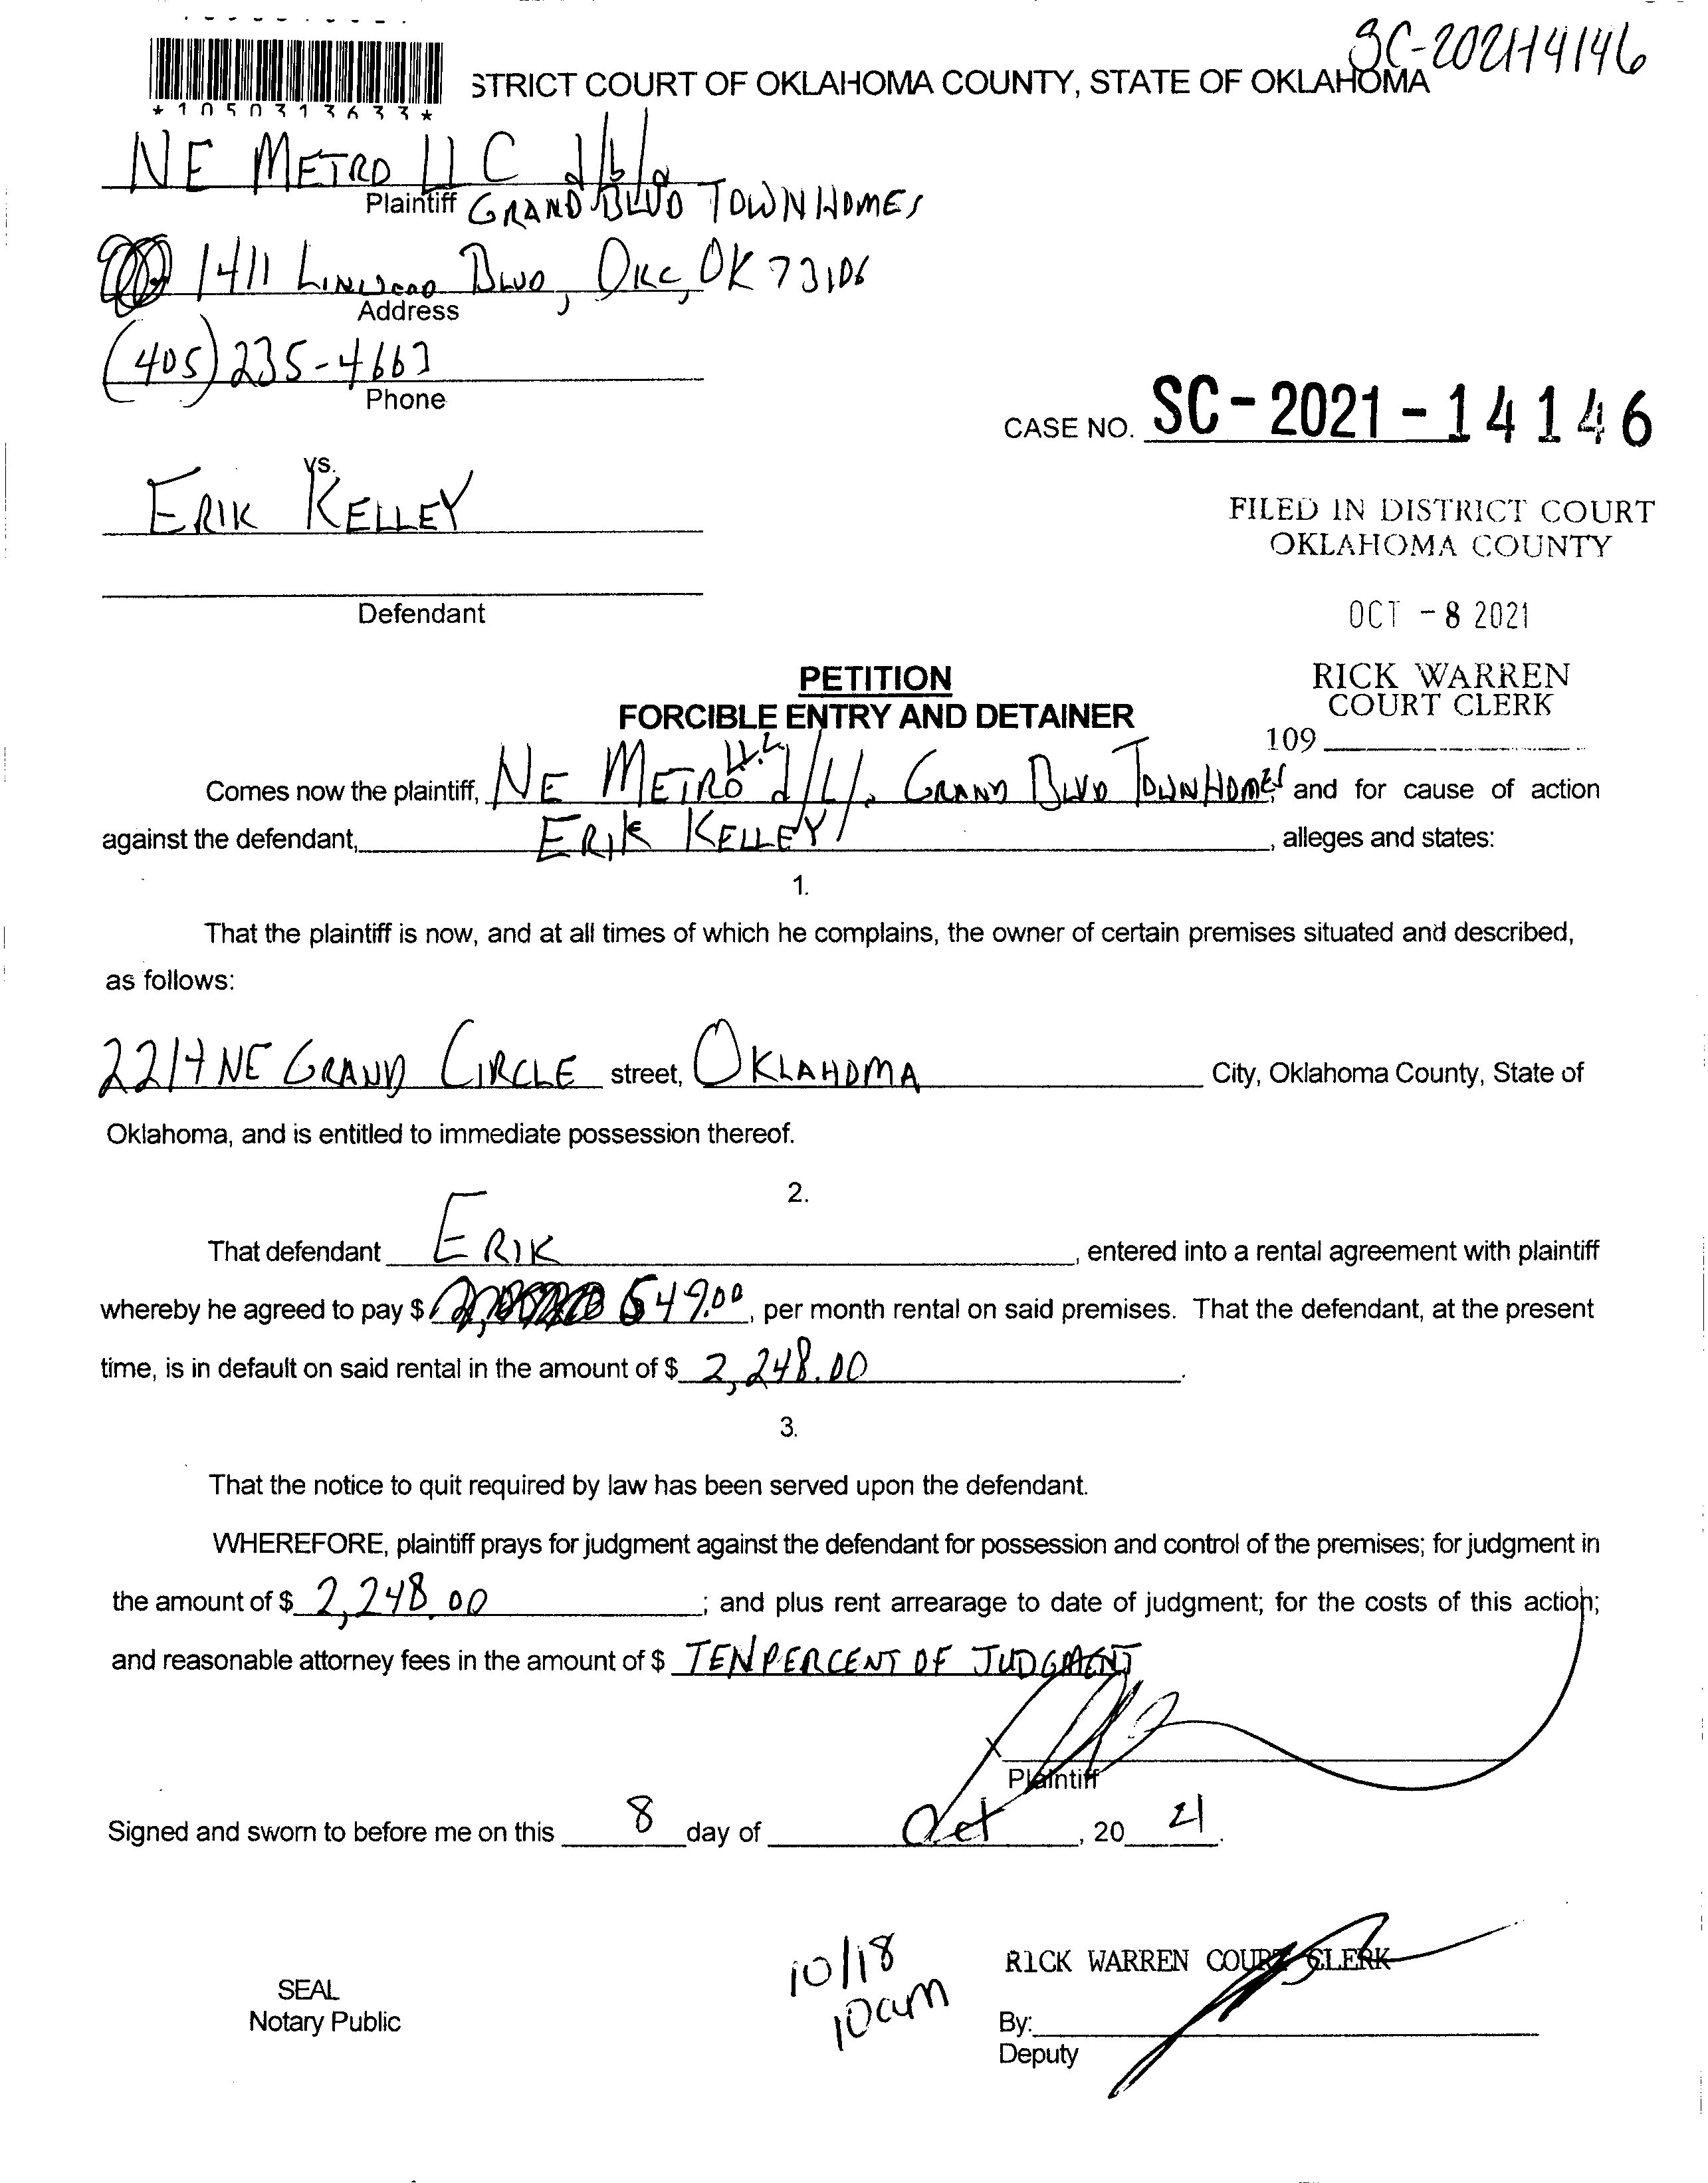 SC-2021-14146
STRICT COURT OF OKLAHOMA COUNTY, STATE OF OKLAHOMA
*1050313633*
NE METRO LLC d/b/a
Plaintiff GRAND BLVD TOWNHOMES
1411 LINWOOD BLVD, OKC, OK 73106
Address
(405) 235-4663
Phone
CASE NO. SC-2021-14146
vs.
ERIK KELLEY
FILED IN DISTRICT COURT
OKLAHOMA COUNTY
Defendant
OCT -8 2021
PETITION
FORCIBLE ENTRY AND DETAINER
RICK WARREN
COURT CLERK
109
Comes now the plaintiff, NE METRO LLC d/b/a GRAND BLVD TOWNHOMES and for cause of action
against the defendant, ERIK KELLEY, alleges and states:
1.
That the plaintiff is now, and at all times of which he complains, the owner of certain premises situated and described,
as follows:
2214 NE GRAND CIRCLE street, OKLAHOMA City, Oklahoma County, State of
Oklahoma, and is entitled to immediate possession thereof.
2.
That defendant ERIK, entered into a rental agreement with plaintiff
whereby he agreed to pay $ 649.00, per month rental on said premises. That the defendant, at the present
time, is in default on said rental in the amount of $ 2,248.00.
3.
That the notice to quit required by law has been served upon the defendant.
WHEREFORE, plaintiff prays for judgment against the defendant for possession and control of the premises; for judgment in
the amount of $ 2,248.00; and plus rent arrearage to date of judgment; for the costs of this action;
and reasonable attorney fees in the amount of $ TEN PERCENT OF JUDGMENT
X
Plaintiff
Signed and sworn to before me on this 8 day of Oct, 20 21.
10/18
10am
RICK WARREN COURT CLERK
SEAL
Notary Public
By:
Deputy